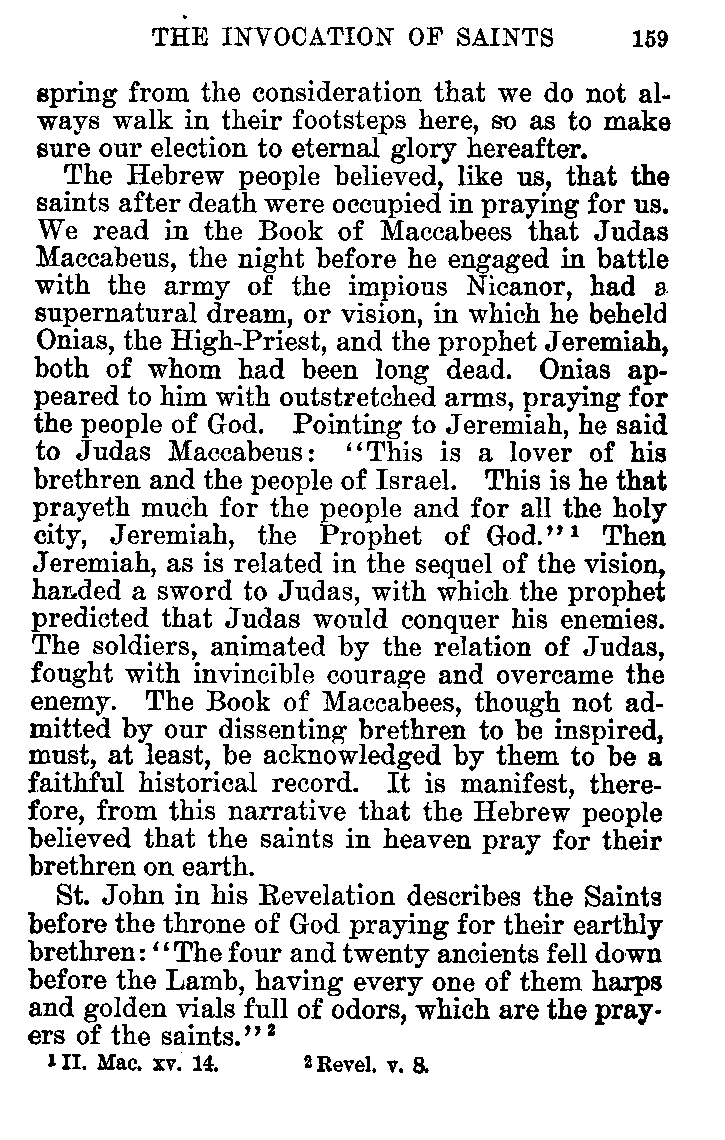 THE INVOCATION OF SAINTS 159
spring from the consideration that we do not al-
ways walk in their footsteps here, so as to make
sure our election to eternal glory hereafter.
The Hebrew people believed, like us, that the
saints after death were occupied in praying for us.
We read in the Book of Maccabees that Judas
Maccabeus, the night before he engaged in battle
with the army of the impious Nicanor, had a
supernatural dream, or vision, in which he beheld
Onias, the High-Priest, and the prophet Jeremiah,
both of whom had been long dead. Onias ap-
peared to him with outstretched arms, praying for
the people of God. Pointing to Jeremiah, he said
to Judas Maccabeus: "This is a lover of his
brethren and the people of Israel. This is he that
prayeth much for the people and for all the holy
city, Jeremiah, the Prophet of God."¹ Then
Jeremiah, as is related in the sequel of the vision,
handed a sword to Judas, with which the prophet
predicted that Judas would conquer his enemies.
The soldiers, animated by the relation of Judas,
fought with invincible courage and overcame the
enemy. The Book of Maccabees, though not ad-
mitted by our dissenting brethren to be inspired,
must, at least, be acknowledged by them to be a
faithful historical record. It is manifest, there-
fore, from this narrative that the Hebrew people
believed that the saints in heaven pray for their
brethren on earth.
St. John in his Revelation describes the Saints
before the throne of God praying for their earthly
brethren: "The four and twenty ancients fell down
before the Lamb, having every one of them harps
and golden vials full of odors, which are the pray-
ers of the saints."²
¹ II. Mac. xv. 14. ² Revel. v. 8.